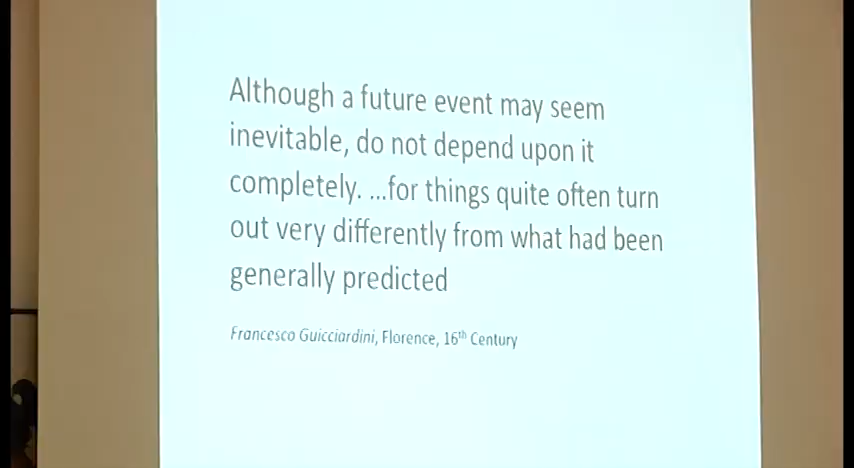 Although a future event may seem
inevitable, do not depend upon it
completely. ...for things quite often turn
out very differently from what had been
generally predicted
Francesco Guicciardini, Florence, 16th Century